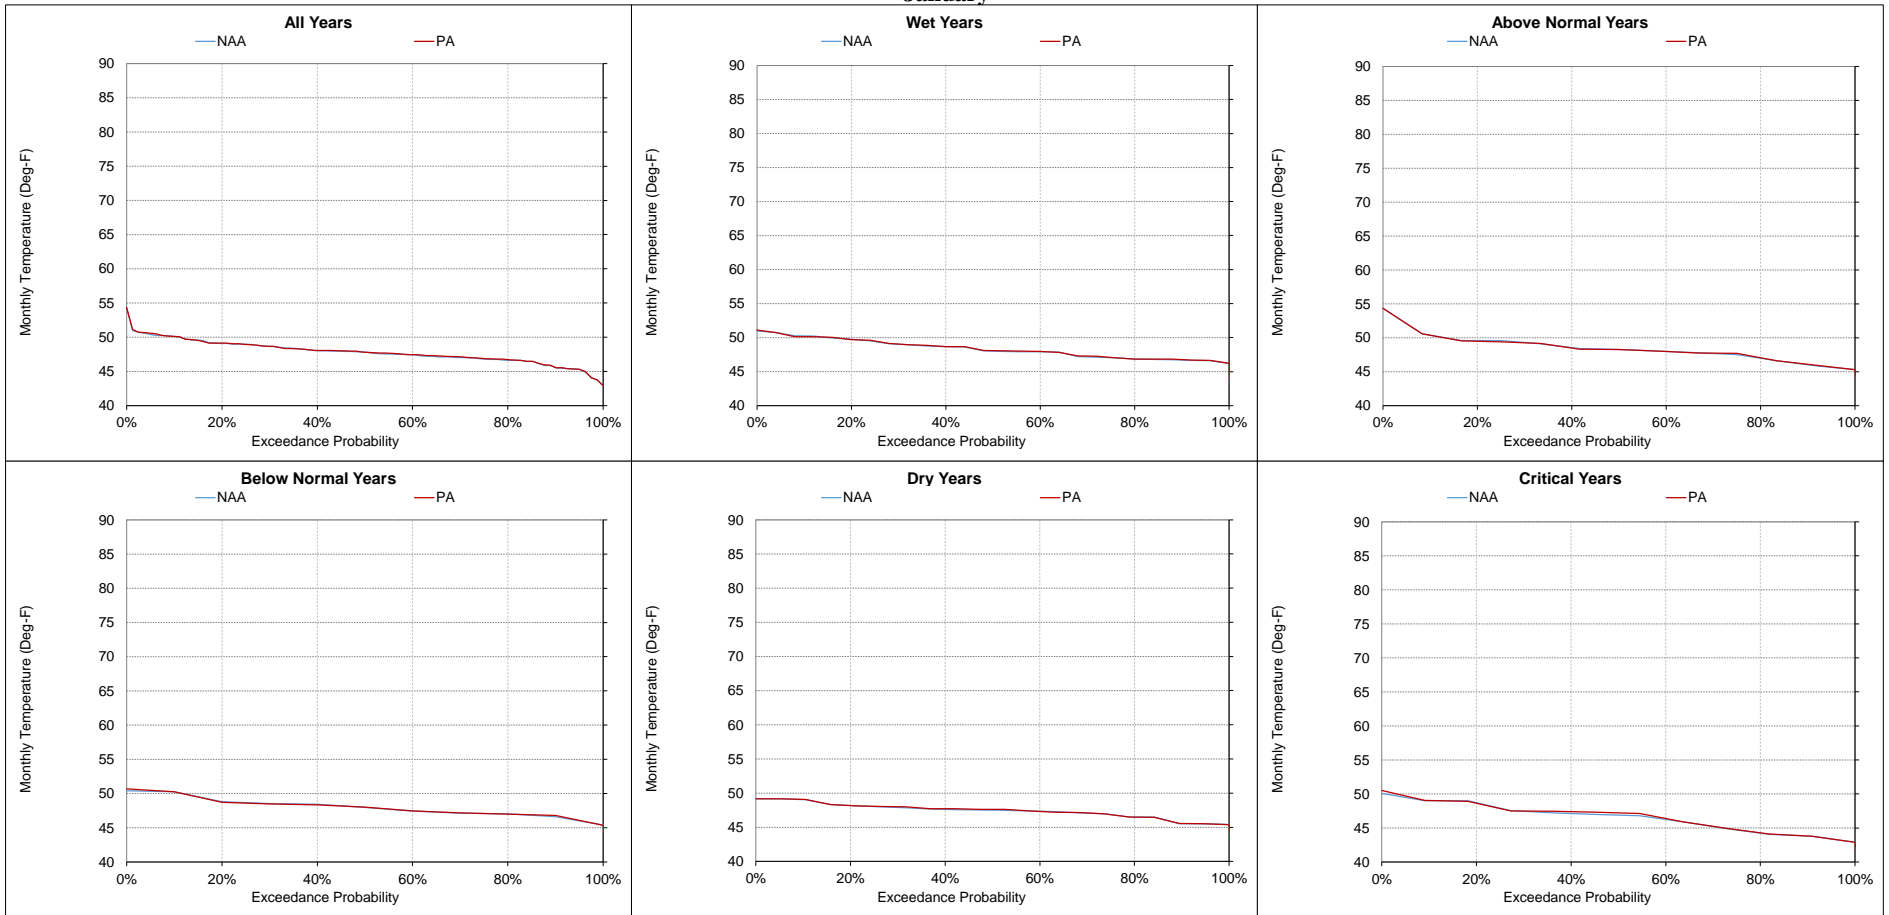 January
All Years
NAA PA
90
85
80
75
70
65
60
55
50
45
40
0% 20% 40% 60% 80% 100%
Exceedance Probability
Monthly Temperature (Deg-F)
Wet Years
NAA PA
90
85
80
75
70
65
60
55
50
45
40
0% 20% 40% 60% 80% 100%
Exceedance Probability
Monthly Temperature (Deg-F)
Above Normal Years
NAA PA
90
85
80
75
70
65
60
55
50
45
40
0% 20% 40% 60% 80% 100%
Exceedance Probability
Monthly Temperature (Deg-F)
Below Normal Years
NAA PA
90
85
80
75
70
65
60
55
50
45
40
0% 20% 40% 60% 80% 100%
Exceedance Probability
Monthly Temperature (Deg-F)
Dry Years
NAA PA
90
85
80
75
70
65
60
55
50
45
40
0% 20% 40% 60% 80% 100%
Exceedance Probability
Monthly Temperature (Deg-F)
Critical Years
NAA PA
90
85
80
75
70
65
60
55
50
45
40
0% 20% 40% 60% 80% 100%
Exceedance Probability
Monthly Temperature (Deg-F)